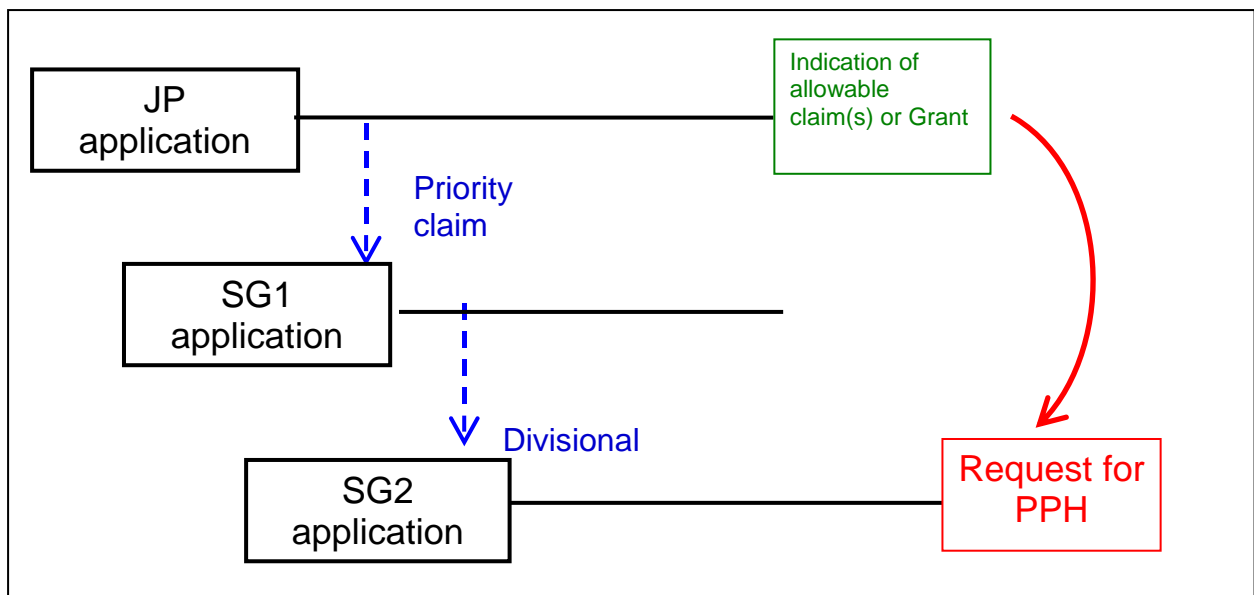 JP
application
Indication of
allowable
claim(s) or Grant
Priority
claim
SG1
application
Divisional
SG2
application
Request for
PPH